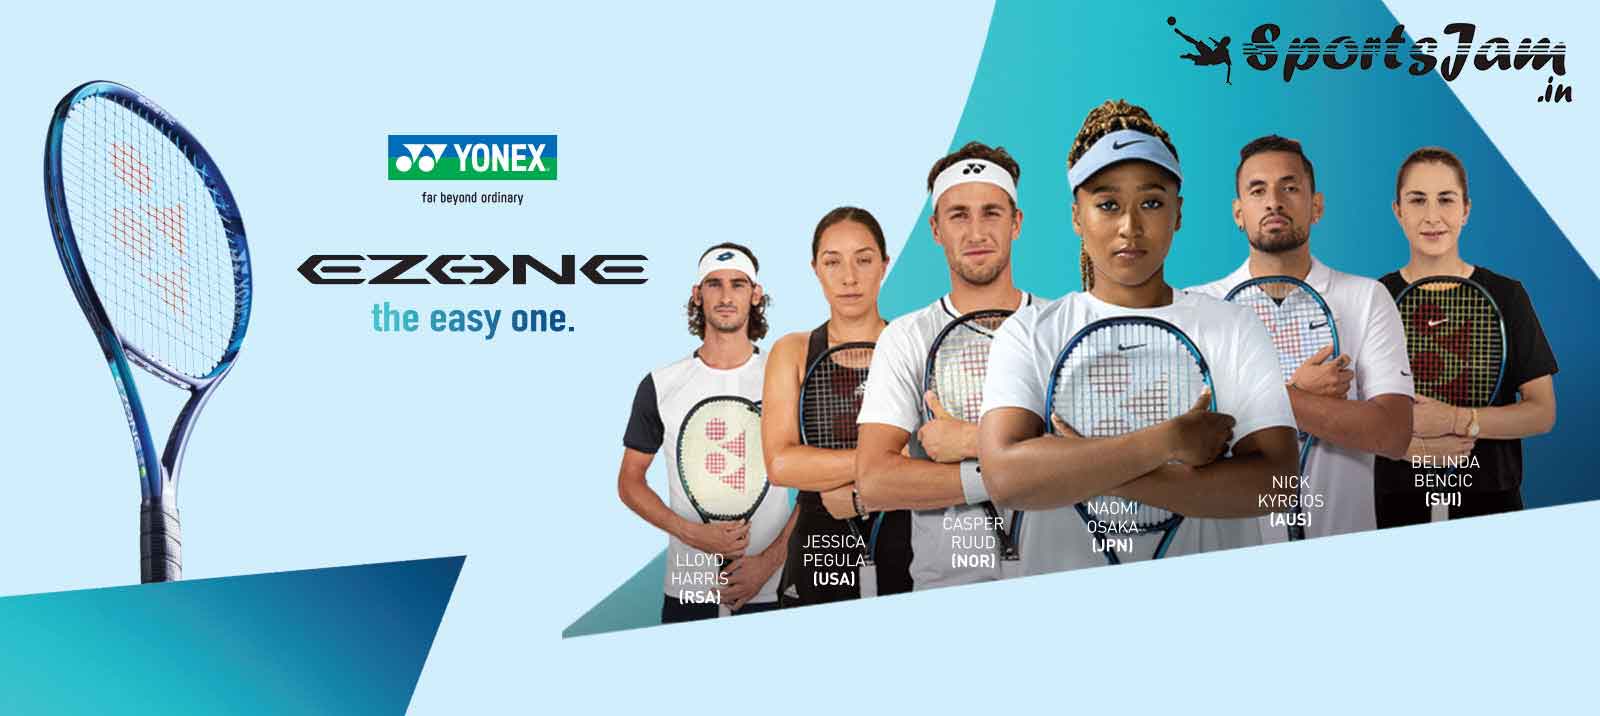 SportsJam
.in
YONEX
far beyond ordinary
EZONE
the easy one.
LLOYD
HARRIS
(RSA)
JESSICA
PEGULA
(USA)
CASPER
RUUD
(NOR)
NAOMI
OSAKA
(JPN)
NICK
KYRGIOS
(AUS)
BELINDA
BENCIC
(SUI)
EZONE